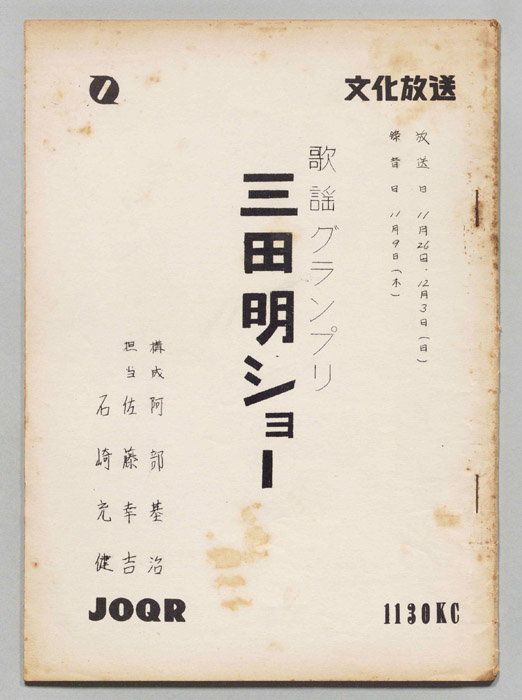 文化放送
放送日 11月26日・12月3日(日)
録音日 11月9日(木)
歌謡グランプリ
三田明ショー
構成 阿部基治
担当 佐藤幸吉
石崎充健
JOQR
1130KC